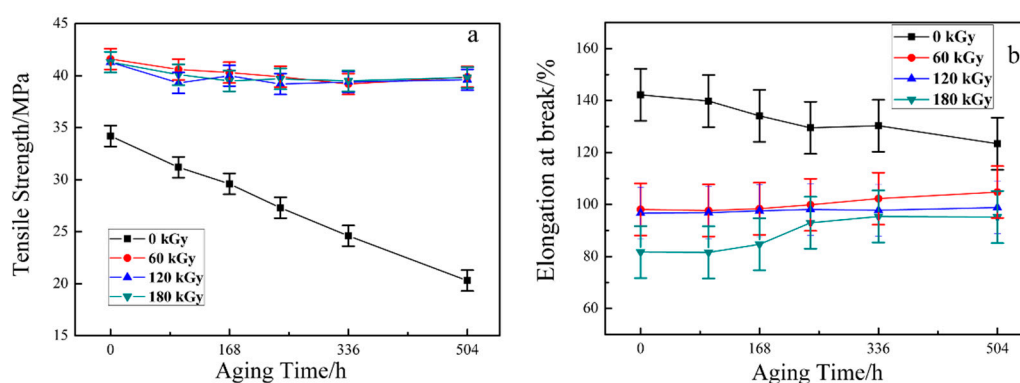 a
45
40
35
30
25
20
15
Tensile Strength/MPa
0 kGy
60 kGy
120 kGy
180 kGy
0
168
336
504
Aging Time/h
b
160
140
120
100
80
60
Elongation at break/%
0 kGy
60 kGy
120 kGy
180 kGy
0
168
336
504
Aging Time/h